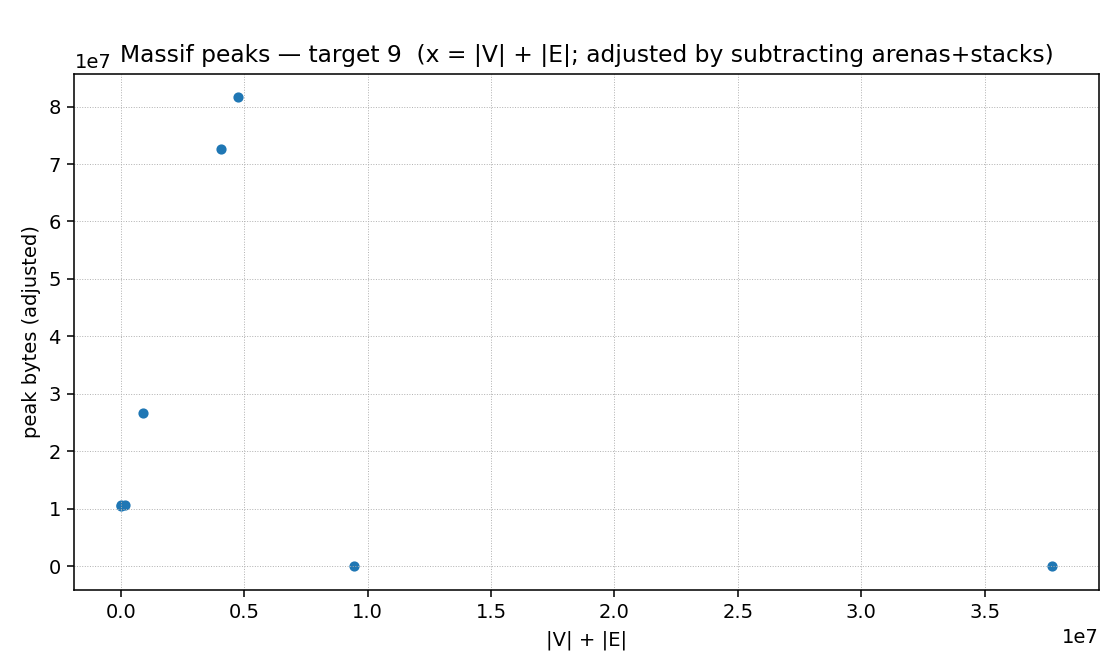 Massif peaks — target 9 (x = |V| + |E|; adjusted by subtracting arenas+stacks)
1e7
8
7
6
5
4
3
2
1
0
peak bytes (adjusted)
0.0 0.5 1.0 1.5 2.0 2.5 3.0 3.5
1e7
|V| + |E|